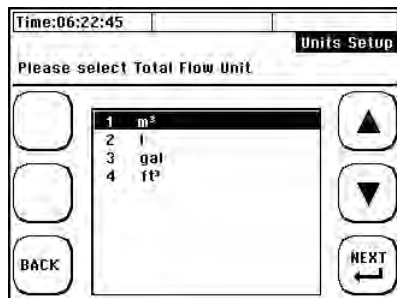 Time:06:22:45
Units Setup
Please select Total Flow Unit
1 m³
2 l
3 gal
4 ft³
BACK
NEXT